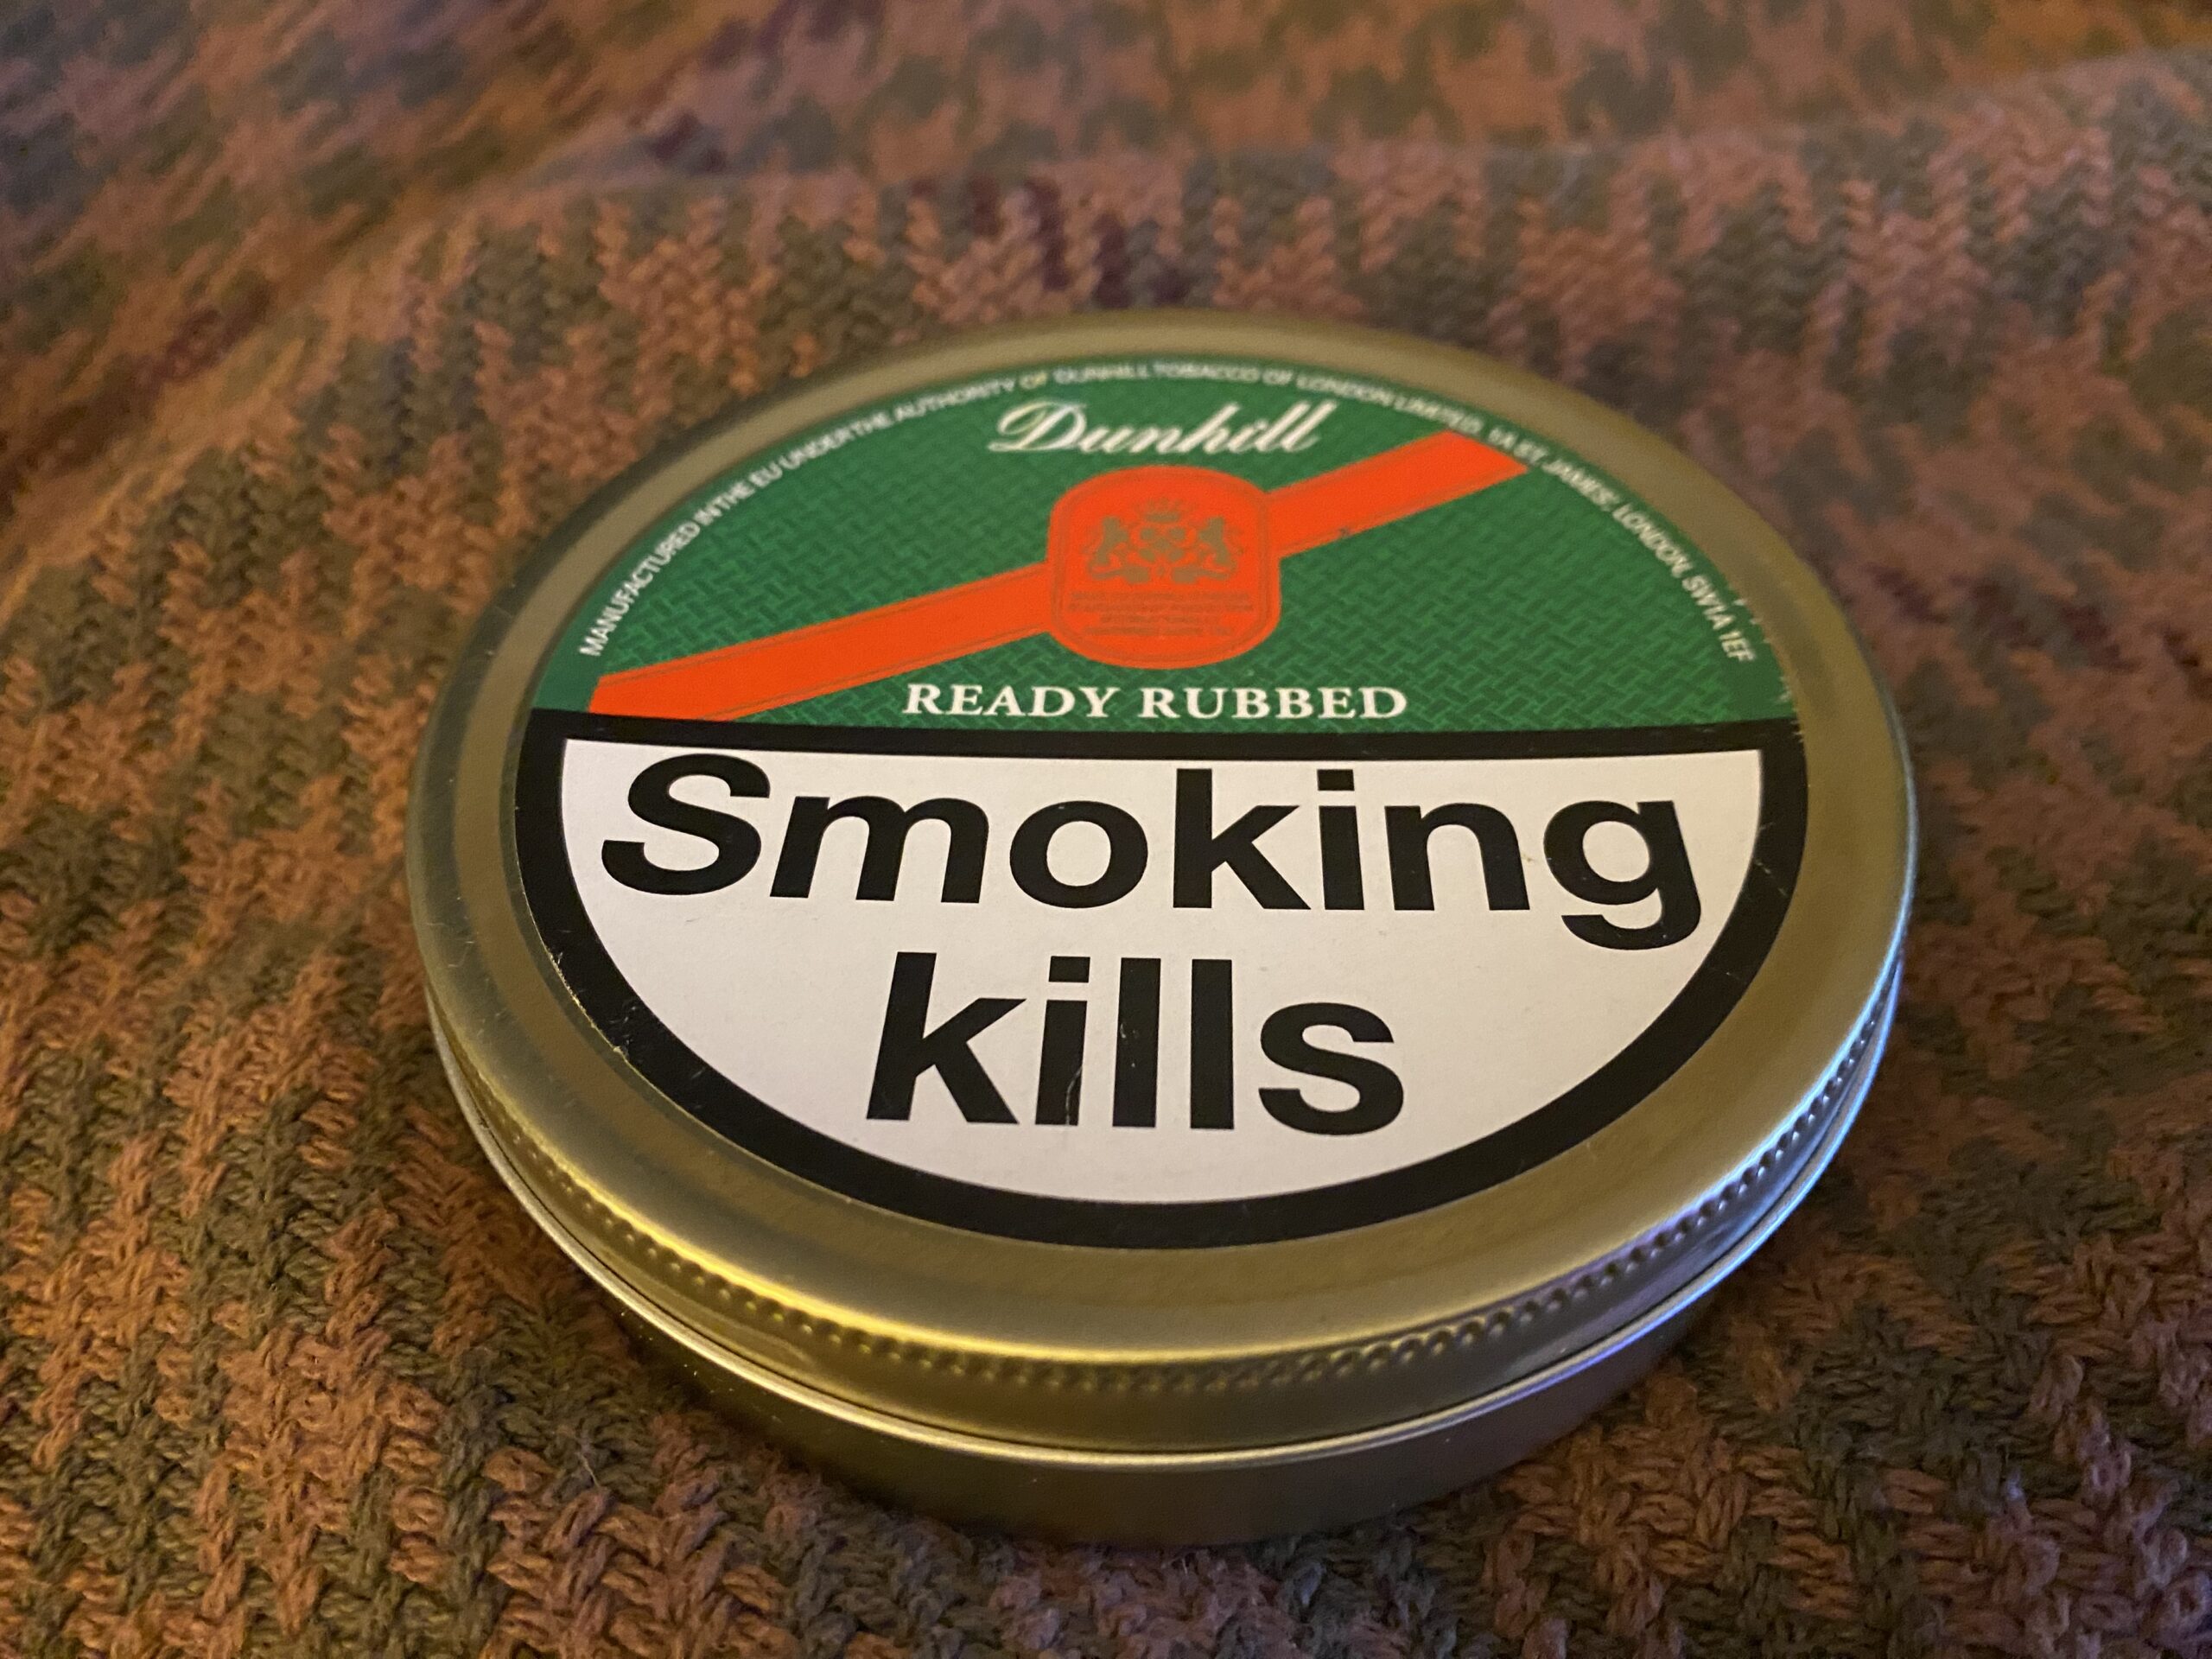 MANUFACTURED IN THE EU UNDER THE AUTHORITY OF DUNHILL TOBACCO OF LONDON LIMITED, 1A ST JAMES', LONDON, SW1A 1EF
Dunhill
READY RUBBED
Smoking
kills